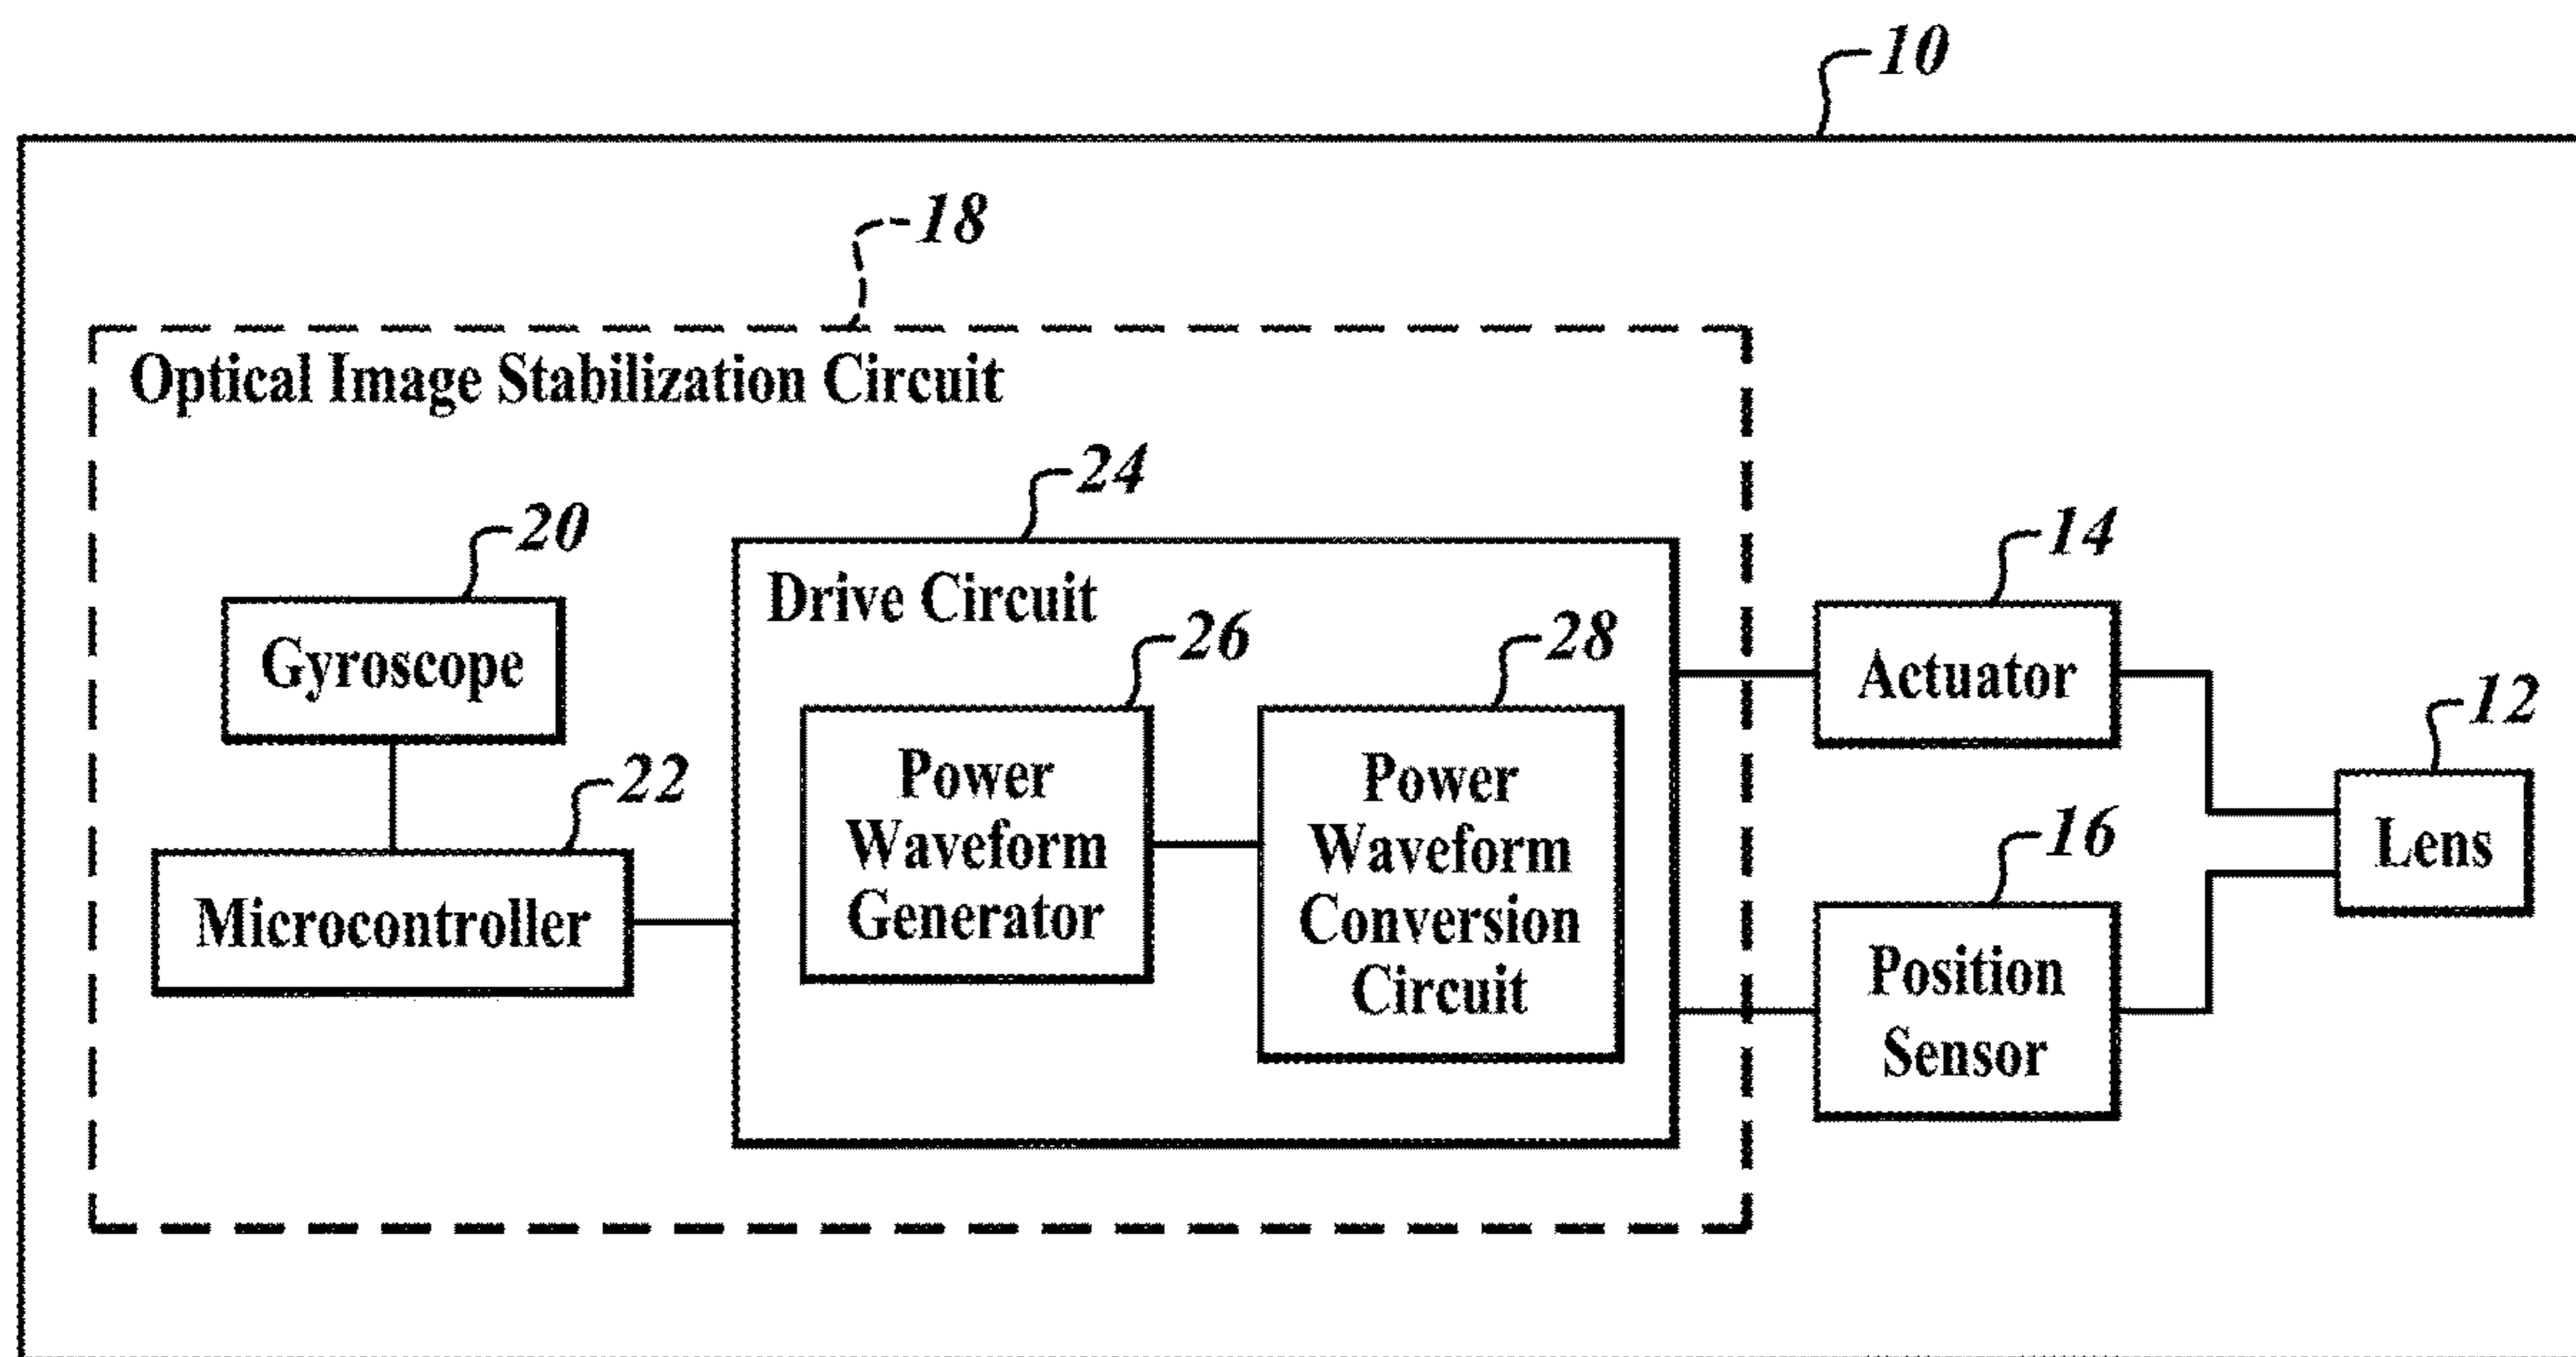 10
18
Optical Image Stabilization Circuit
24
20
14
Drive Circuit
26
28
Gyroscope
Actuator
12
22
Power
Waveform
Generator
Power
Waveform
Conversion
Circuit
16
Lens
Microcontroller
Position
Sensor